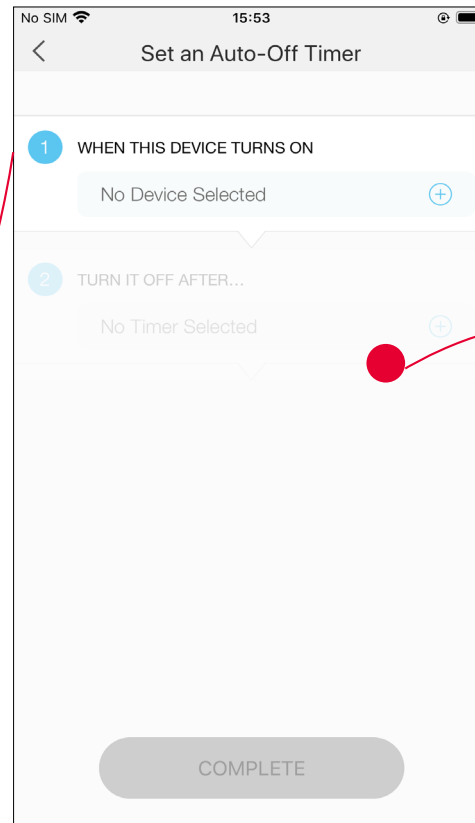 No SIM 15:53
Set an Auto-Off Timer
1 WHEN THIS DEVICE TURNS ON
No Device Selected
2 TURN IT OFF AFTER...
No Timer Selected
COMPLETE